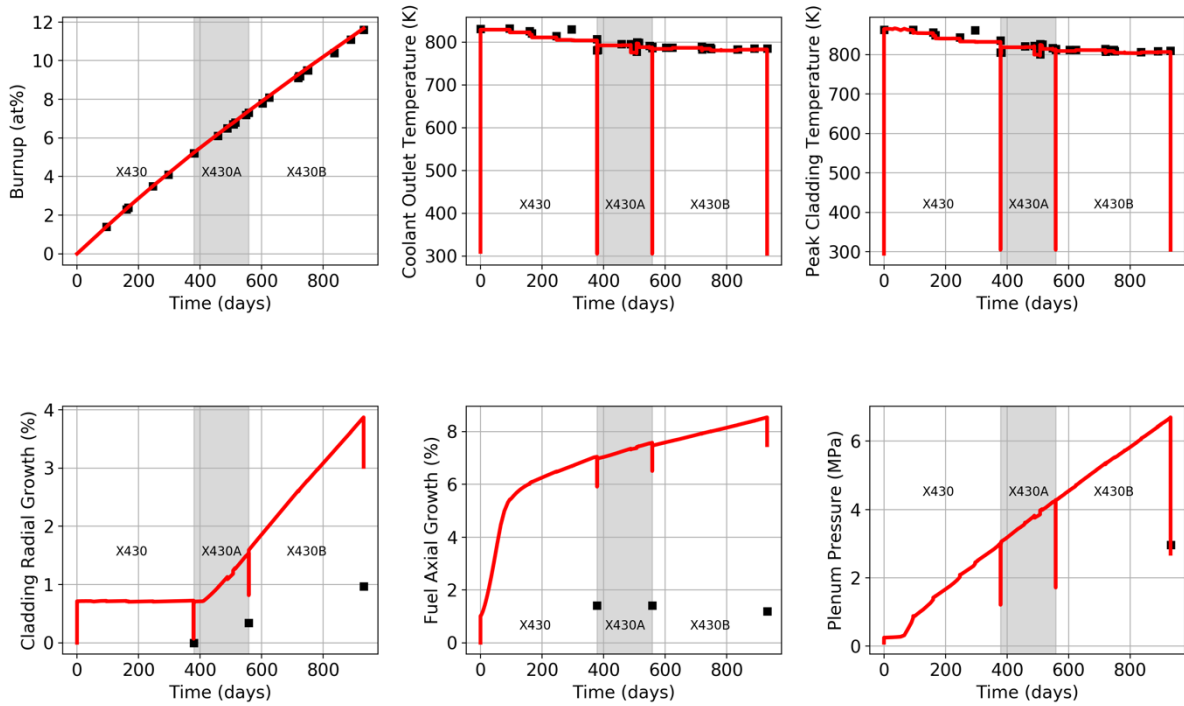 Burnup (at%)
12
10
8
6
4
2
0
X430
X430A
X430B
0 200 400 600 800
Time (days)
Coolant Outlet Temperature (K)
800
700
600
500
400
300
X430
X430A
X430B
0 200 400 600 800
Time (days)
Peak Cladding Temperature (K)
900
800
700
600
500
400
300
X430
X430A
X430B
0 200 400 600 800
Time (days)
Cladding Radial Growth (%)
4
3
2
1
0
X430
X430A
X430B
0 200 400 600 800
Time (days)
Fuel Axial Growth (%)
8
6
4
2
0
X430
X430A
X430B
0 200 400 600 800
Time (days)
Plenum Pressure (MPa)
6
4
2
0
X430
X430A
X430B
0 200 400 600 800
Time (days)